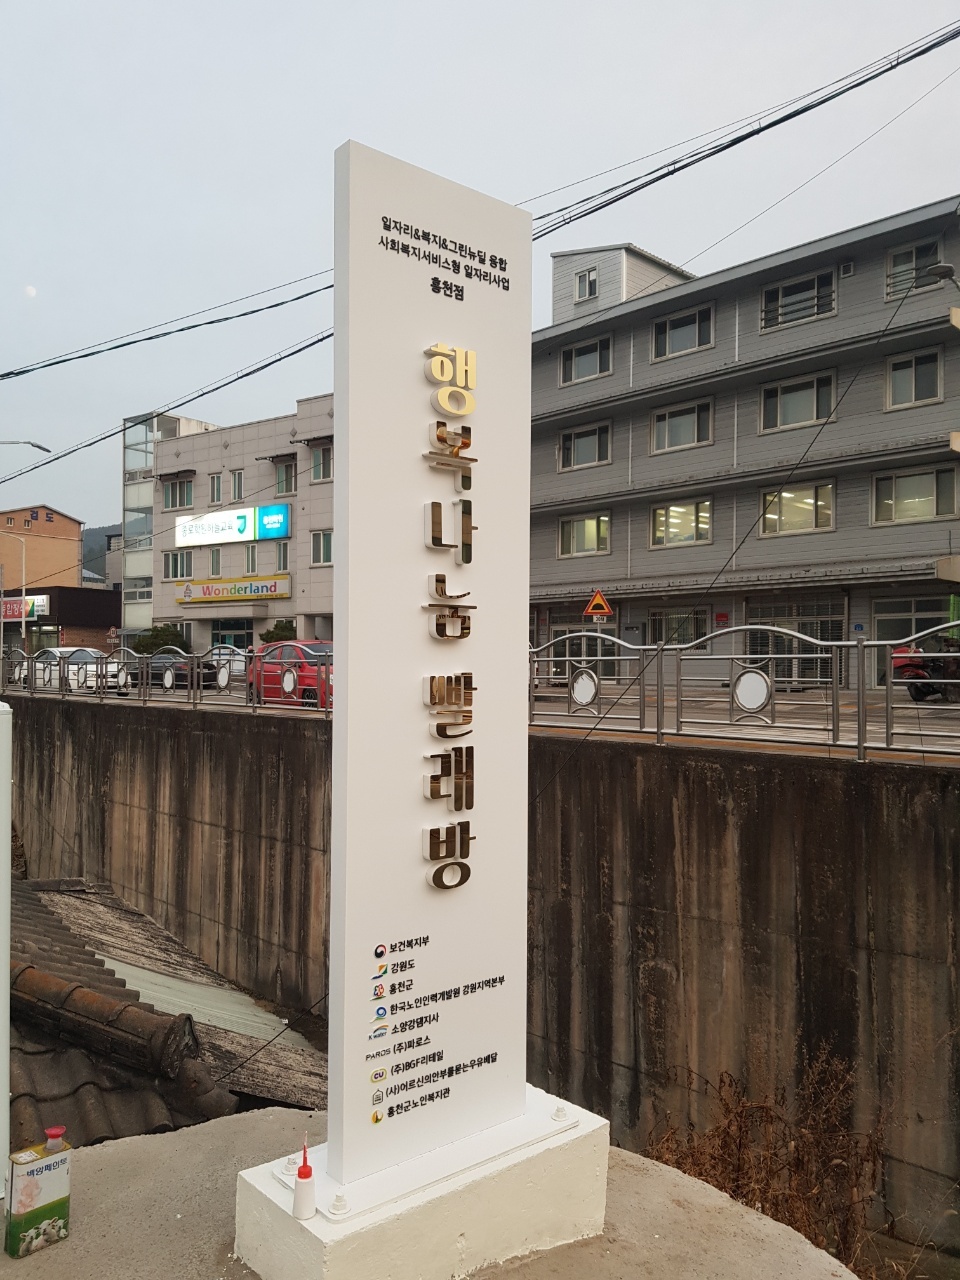 일자리&복지&그린뉴딜 융합
사회복지서비스형 일자리사업
홍천점
행복나눔 빨래방
보건복지부
강원도
홍천군
한국노인인력개발원 강원지역본부
K water 소양강댐지사
PAROS (주)파로스
CU (주)BGF리테일
(사)어르신의안부를묻는우유배달
홍천군노인복지관
Wonderland
검도